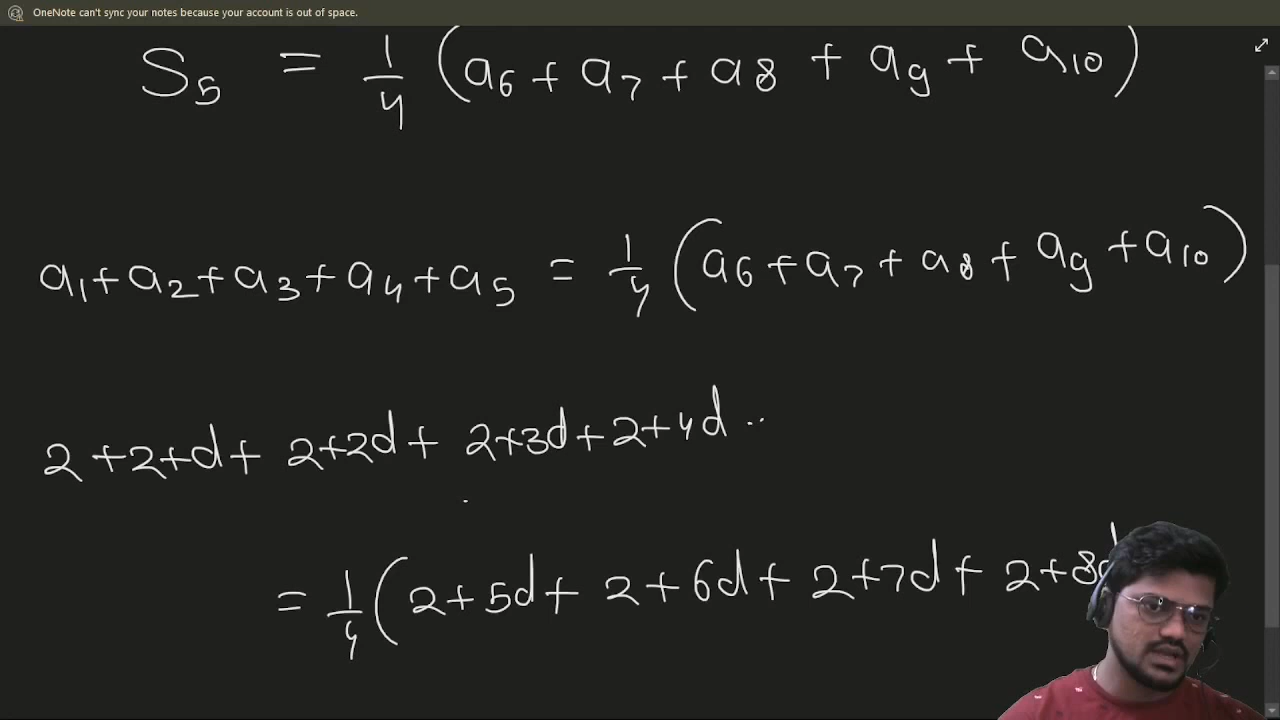 OneNote can't sync your notes because your account is out of space.
S₅ = 1/4 (a₆ + a₇ + a₈ + a₉ + a₁₀)
a₁ + a₂ + a₃ + a₄ + a₅ = 1/4 (a₆ + a₇ + a₈ + a₉ + a₁₀)
2 + 2 + d + 2 + 2d + 2 + 3d + 2 + 4d ..
= 1/4 (2 + 5d + 2 + 6d + 2 + 7d + 2 + 8d